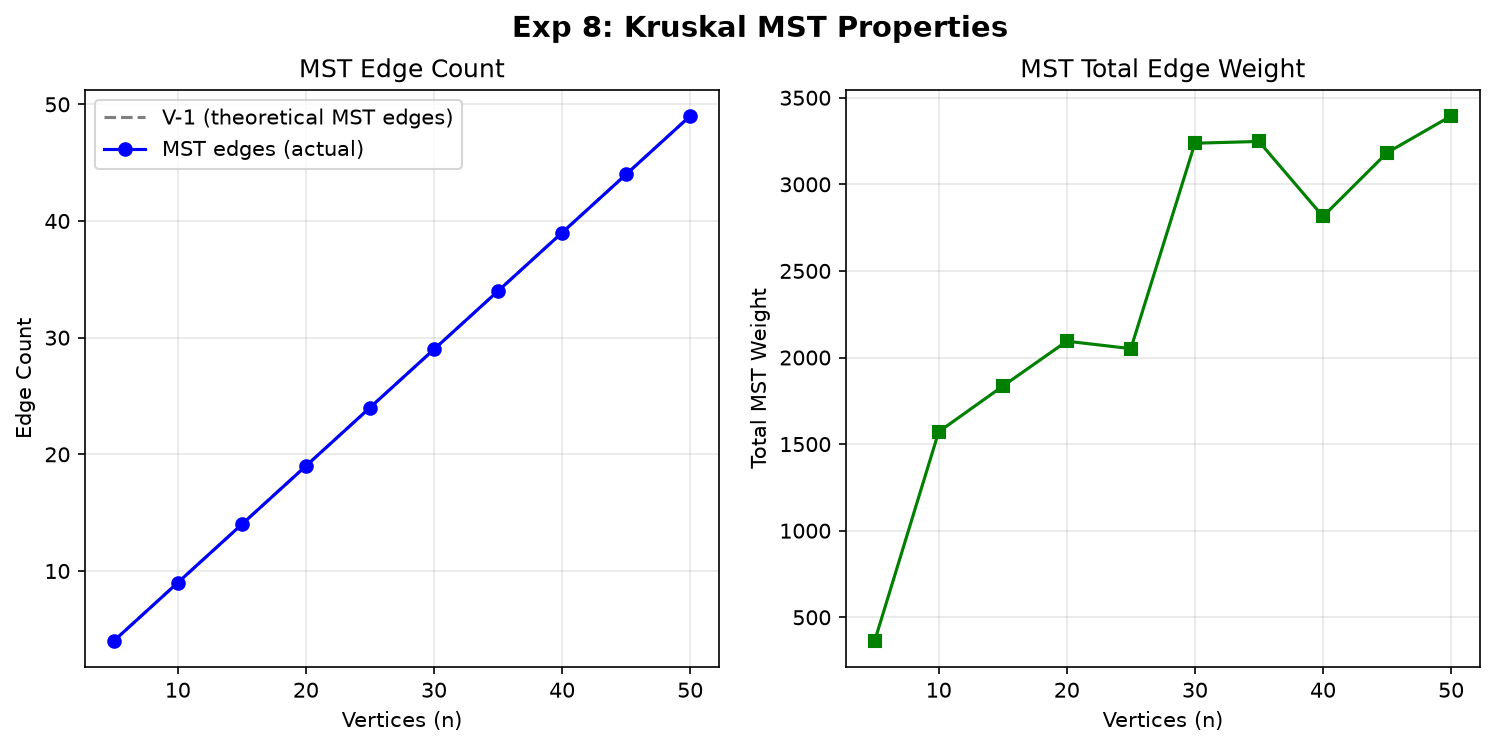 Exp 8: Kruskal MST Properties
MST Edge Count
V-1 (theoretical MST edges)
MST edges (actual)
50
40
30
20
10
Edge Count
10 20 30 40 50
Vertices (n)
MST Total Edge Weight
3500
3000
2500
2000
1500
1000
500
Total MST Weight
10 20 30 40 50
Vertices (n)